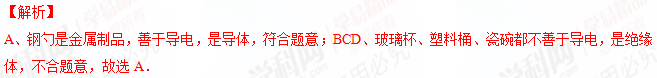 【解析】
A、钢勺是金属制品，善于导电，是导体，符合题意；BCD、玻璃杯、塑料桶、瓷碗都不善于导电，是绝缘
体，不合题意，故选 A．